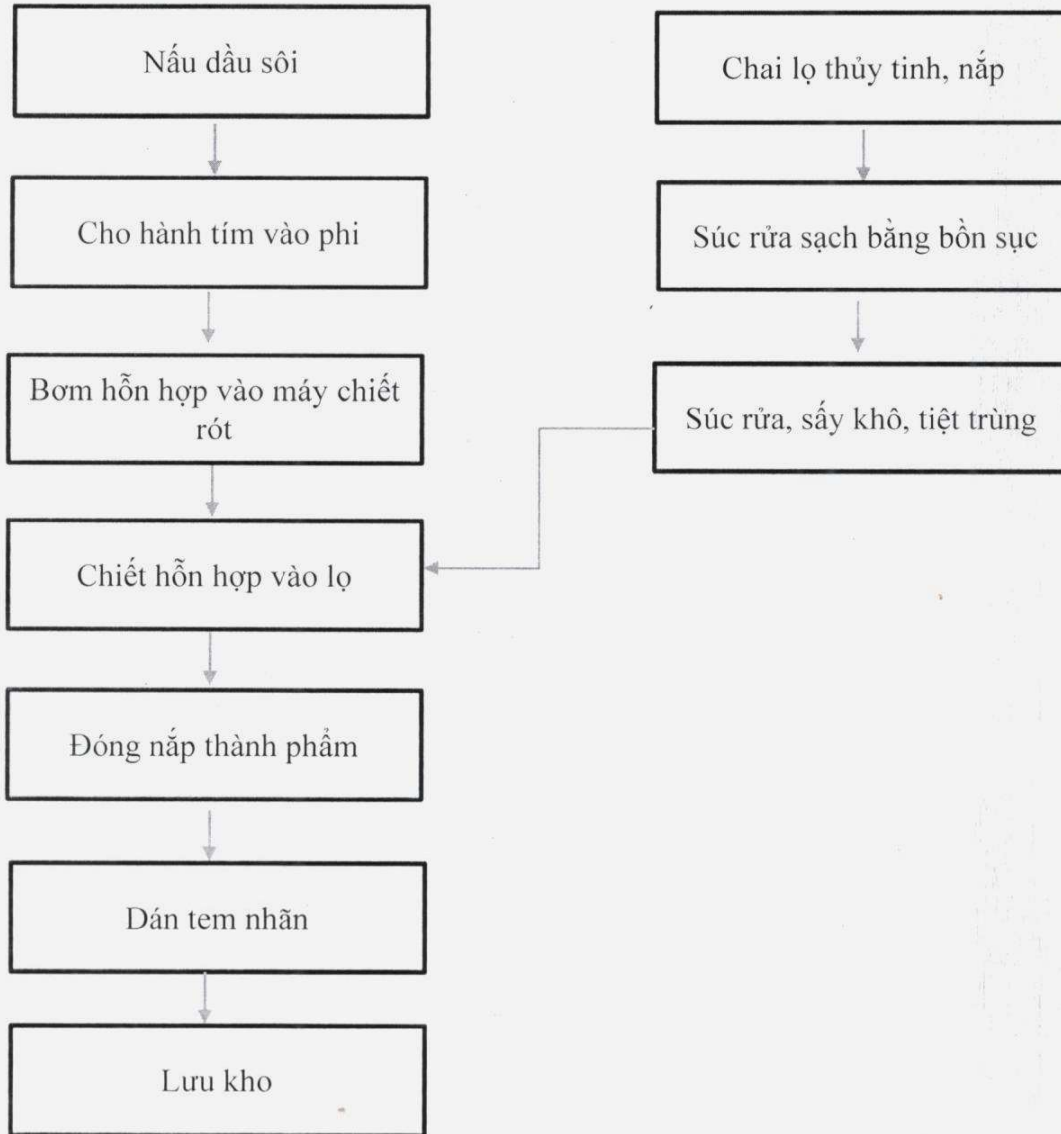 Nấu dầu sôi
Cho hành tím vào phi
Bơm hỗn hợp vào máy chiết
rót
Chiết hỗn hợp vào lọ
Đóng nắp thành phẩm
Dán tem nhãn
Lưu kho
Chai lọ thủy tinh, nắp
Súc rửa sạch bằng bồn sục
Súc rửa, sấy khô, tiệt trùng